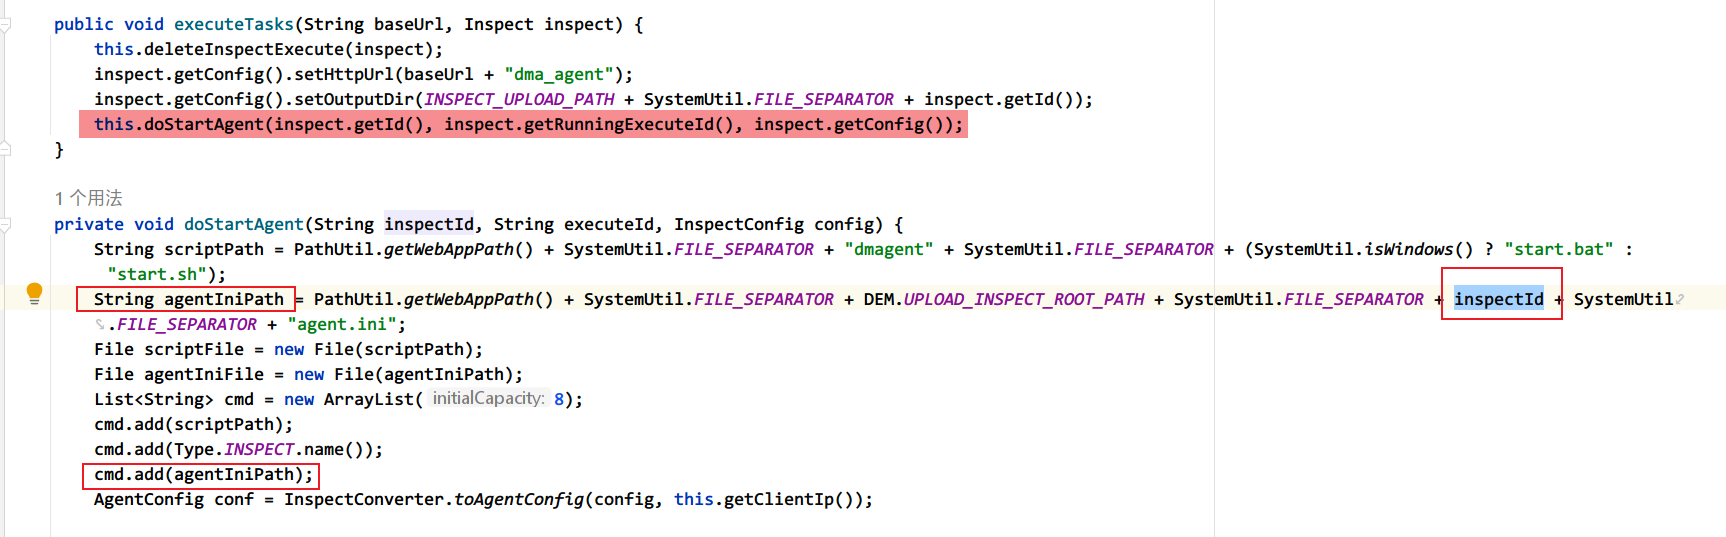 public void executeTasks(String baseUrl, Inspect inspect) {
this.deleteInspectExecute(inspect);
inspect.getConfig().setHttpUrl(baseUrl + "dma_agent");
inspect.getConfig().setOutputDir(INSPECT_UPLOAD_PATH + SystemUtil.FILE_SEPARATOR + inspect.getId());
this.doStartAgent(inspect.getId(), inspect.getRunningExecuteId(), inspect.getConfig());
}
1 个用法
private void doStartAgent(String inspectId, String executeId, InspectConfig config) {
String scriptPath = PathUtil.getWebAppPath() + SystemUtil.FILE_SEPARATOR + "dmagent" + SystemUtil.FILE_SEPARATOR + (SystemUtil.isWindows() ? "start.bat" :
"start.sh");
String agentIniPath = PathUtil.getWebAppPath() + SystemUtil.FILE_SEPARATOR + DEM.UPLOAD_INSPECT_ROOT_PATH + SystemUtil.FILE_SEPARATOR + inspectId + SystemUtil
.FILE_SEPARATOR + "agent.ini";
File scriptFile = new File(scriptPath);
File agentIniFile = new File(agentIniPath);
List<String> cmd = new ArrayList( initialCapacity: 8);
cmd.add(scriptPath);
cmd.add(Type.INSPECT.name());
cmd.add(agentIniPath);
AgentConfig conf = InspectConverter.toAgentConfig(config, this.getClientIp());